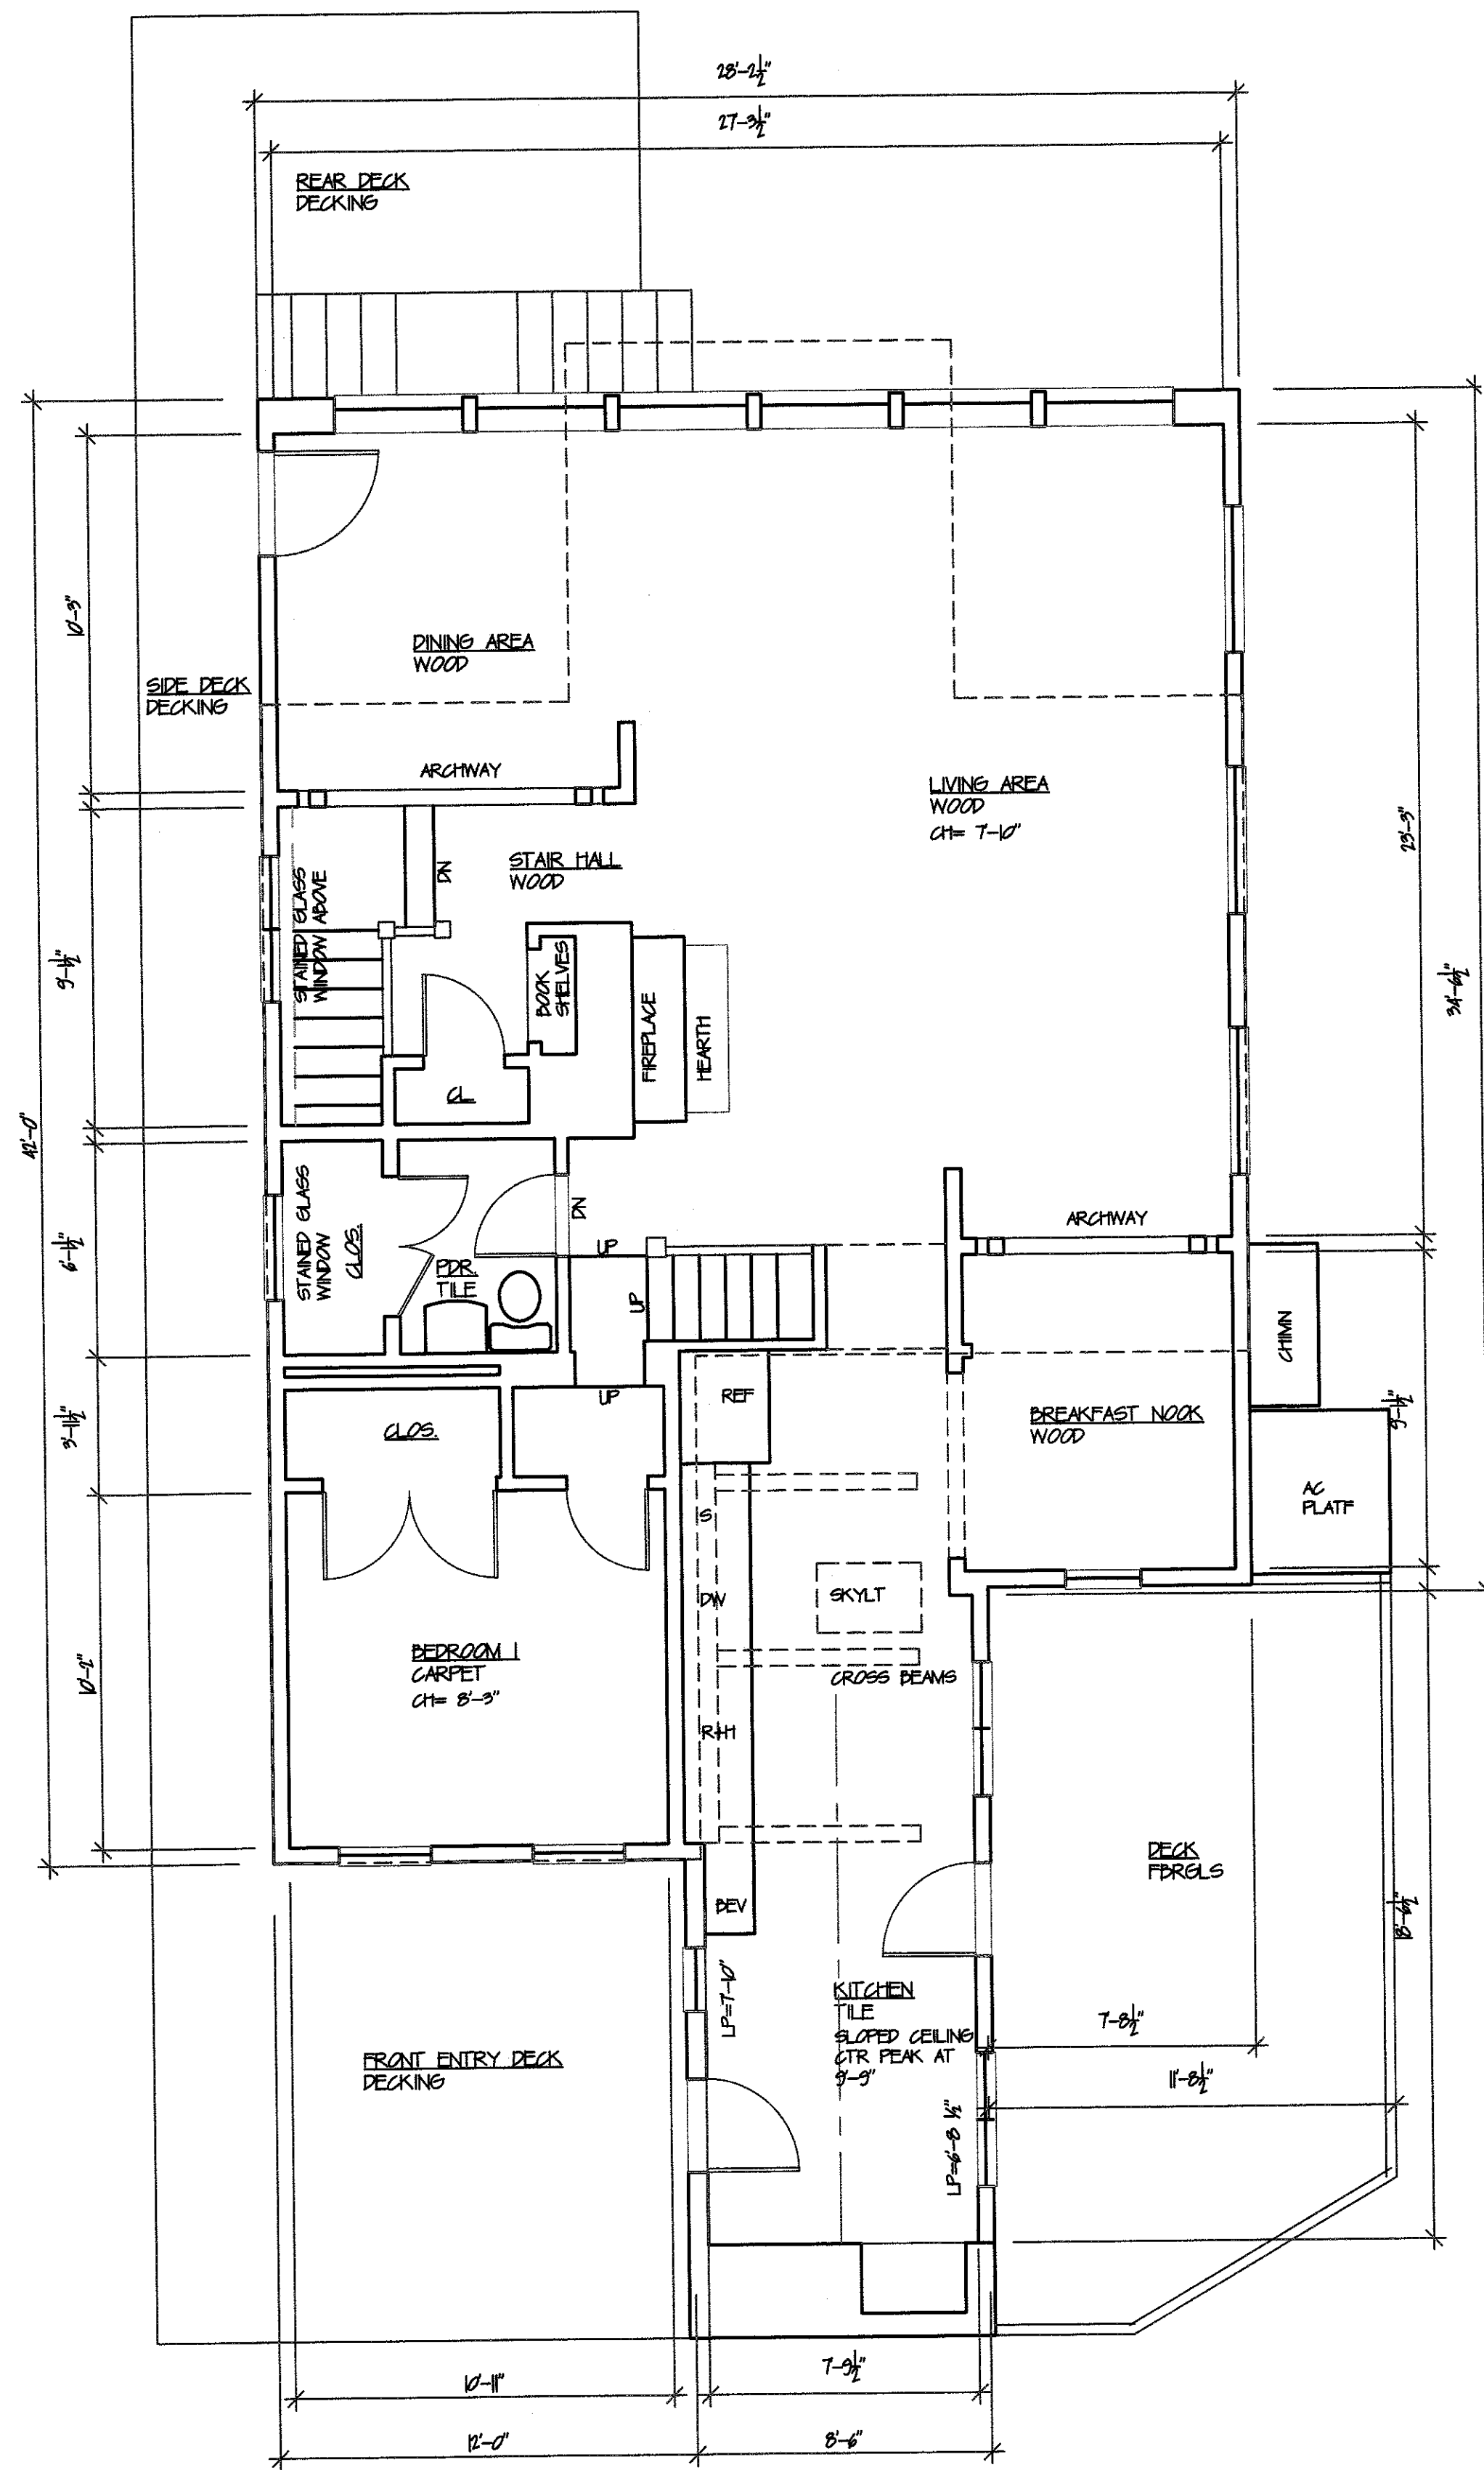 28'-2½"
27'-3½"
REAR DECK
DECKING
10'-3"
DINING AREA
WOOD
SIDE DECK
DECKING
ARCHWAY
LIVING AREA
WOOD
CH= 7'-10"
23'-3"
STAINED GLASS
WINDOW ABOVE
DN
STAIR HALL
WOOD
9'-1½"
34'-6½"
BOOK
SHELVES
FIREPLACE
HEARTH
CL.
42'-0"
STAINED GLASS
WINDOW
CLOS.
6'-1½"
PDR.
TILE
DN
UP
UP
UP
ARCHWAY
CHIMN
3'-11½"
CLOS.
REF
BREAKFAST NOOK
WOOD
9'-1½"
AC
PLATF
S
DW
SKYLT
CROSS BEAMS
R+H
BEDROOM 1
CARPET
CH= 8'-3"
10'-2"
BEV
DECK
FBRGLS
18'-6½"
LP=7'-10"
KITCHEN
TILE
SLOPED CEILING
CTR PEAK AT
9'-9"
7'-8½"
11'-8½"
LP=6'-8 ½"
FRONT ENTRY DECK
DECKING
10'-11"
7'-9½"
12'-0"
8'-6"